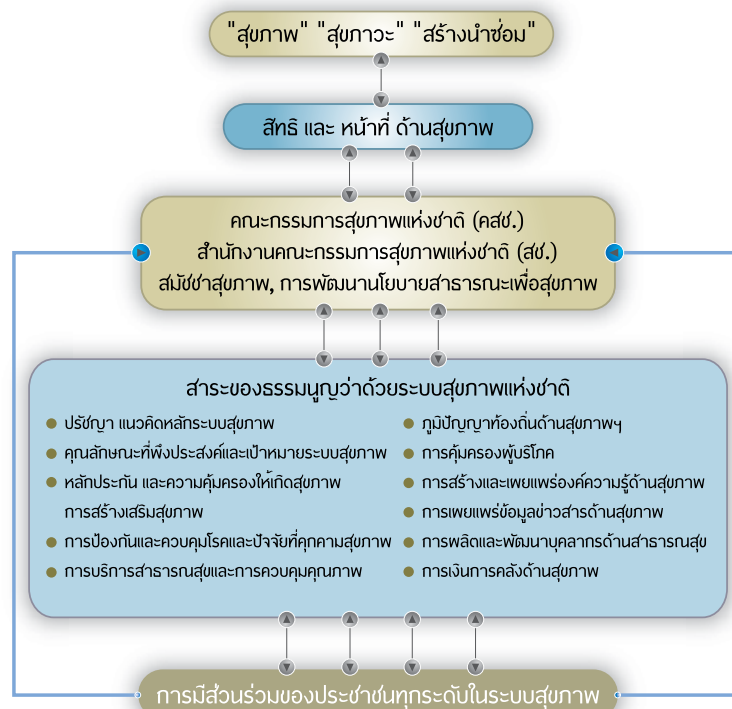 "สุขภาพ" "สุขภาวะ" "สร้างนำซ่อม"
สิทธิ และ หน้าที่ ด้านสุขภาพ
คณะกรรมการสุขภาพแห่งชาติ (คสช.)
สำนักงานคณะกรรมการสุขภาพแห่งชาติ (สช.)
สมัชชาสุขภาพ, การพัฒนานโยบายสาธารณะเพื่อสุขภาพ
สาระของธรรมนูญว่าด้วยระบบสุขภาพแห่งชาติ
ปรัชญา แนวคิดหลักระบบสุขภาพ
คุณลักษณะที่พึงประสงค์และเป้าหมายระบบสุขภาพ
หลักประกัน และความคุ้มครองให้เกิดสุขภาพ
การสร้างเสริมสุขภาพ
การป้องกันและควบคุมโรคและปัจจัยที่คุกคามสุขภาพ
การบริการสาธารณสุขและการควบคุมคุณภาพ
ภูมิปัญญาท้องถิ่นด้านสุขภาพฯ
การคุ้มครองผู้บริโภค
การสร้างและเผยแพร่องค์ความรู้ด้านสุขภาพ
การเผยแพร่ข้อมูลข่าวสารด้านสุขภาพ
การผลิตและพัฒนาบุคลากรด้านสาธารณสุข
การเงินการคลังด้านสุขภาพ
การมีส่วนร่วมของประชาชนทุกระดับในระบบสุขภาพ